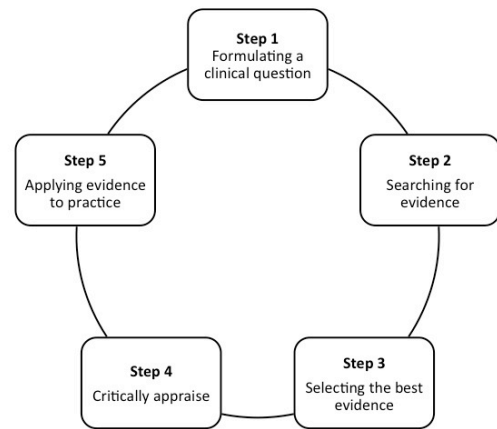 Step 1
Formulating a
clinical question
Step 2
Searching for
evidence
Step 3
Selecting the best
evidence
Step 4
Critically appraise
Step 5
Applying evidence
to practice